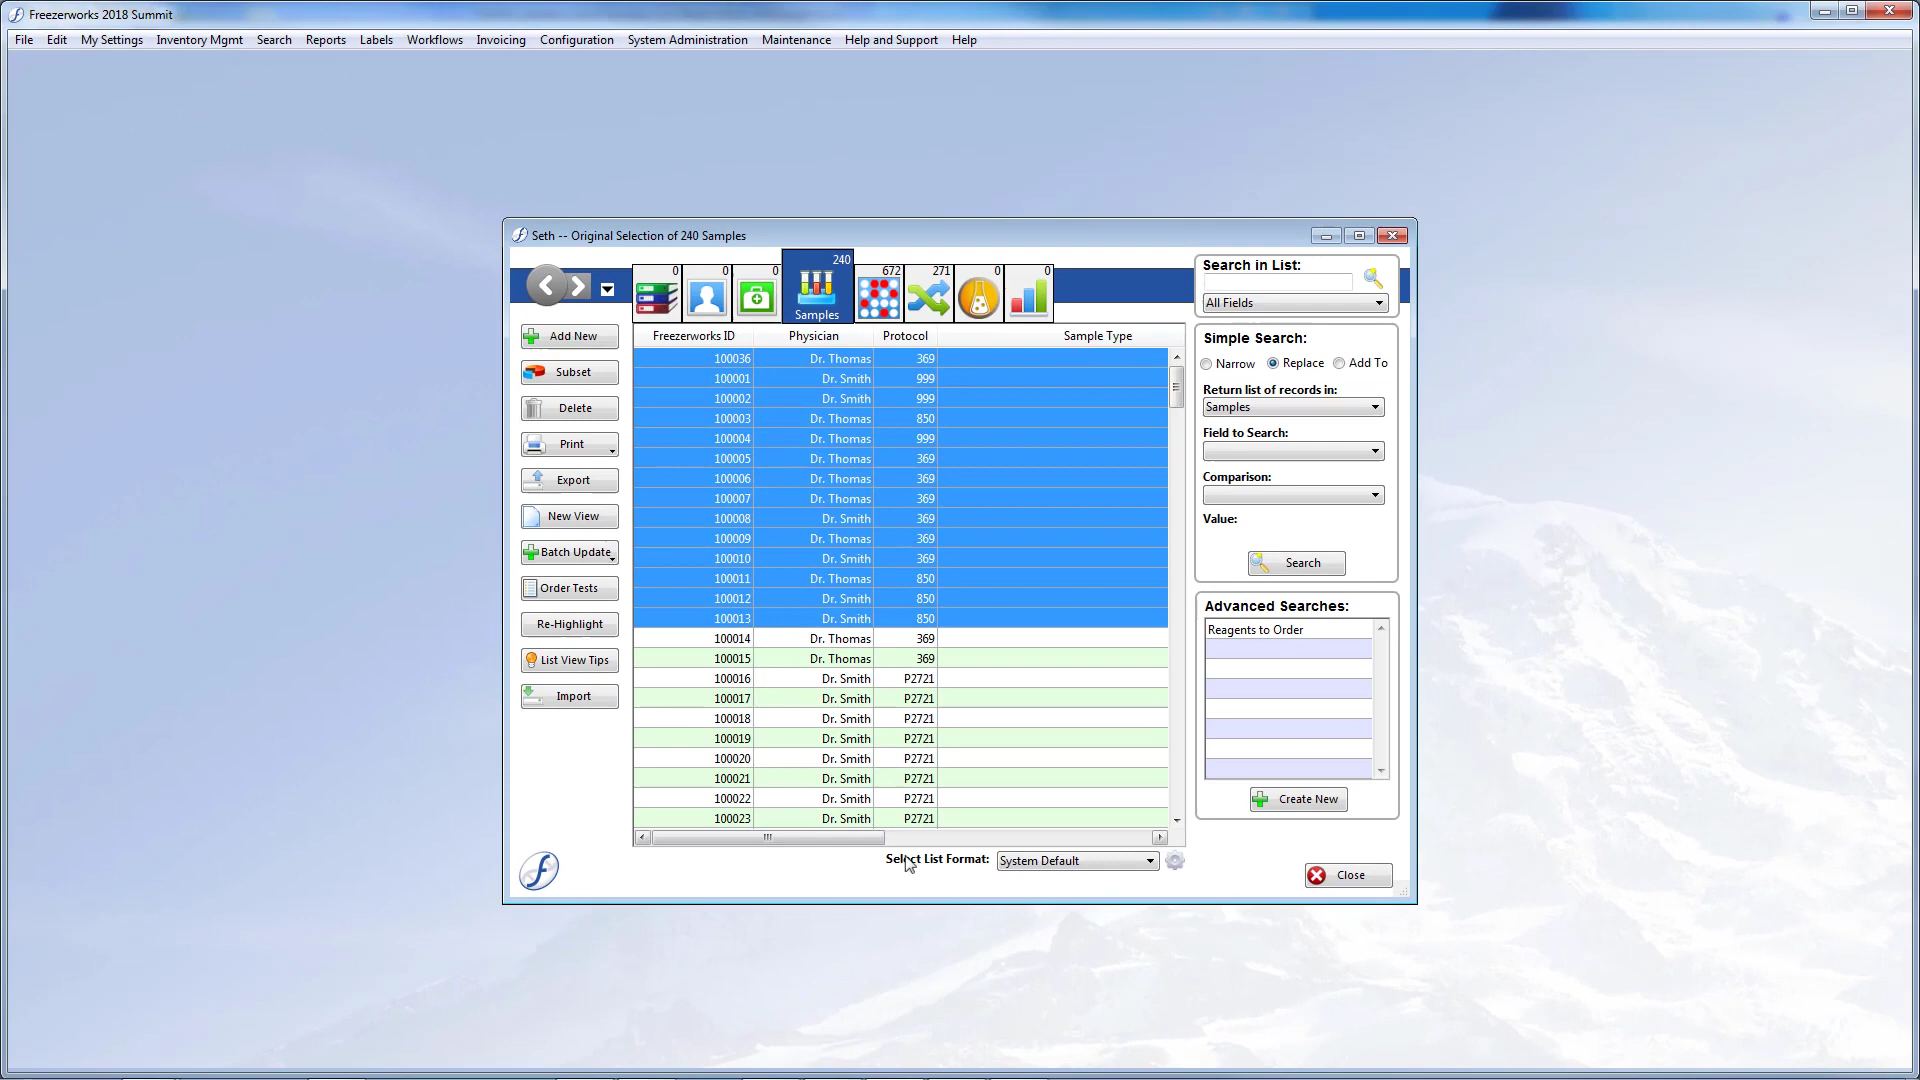 Freezerworks 2018 Summit
File Edit My Settings Inventory Mgmt Search Reports Labels Workflows Invoicing Configuration System Administration Maintenance Help and Support Help
Seth -- Original Selection of 240 Samples
0 0 0 240 672 271 0 0
Samples
Search in List:
All Fields
Add New
Subset
Delete
Print
Export
New View
Batch Update
Order Tests
Re-Highlight
List View Tips
Import
Freezerworks ID Physician Protocol Sample Type
100036 Dr. Thomas 369
100001 Dr. Smith 999
100002 Dr. Smith 999
100003 Dr. Thomas 850
100004 Dr. Thomas 999
100005 Dr. Thomas 369
100006 Dr. Thomas 369
100007 Dr. Thomas 369
100008 Dr. Smith 369
100009 Dr. Thomas 369
100010 Dr. Smith 369
100011 Dr. Thomas 850
100012 Dr. Smith 850
100013 Dr. Smith 850
100014 Dr. Thomas 369
100015 Dr. Thomas 369
100016 Dr. Smith P2721
100017 Dr. Smith P2721
100018 Dr. Smith P2721
100019 Dr. Smith P2721
100020 Dr. Smith P2721
100021 Dr. Smith P2721
100022 Dr. Smith P2721
100023 Dr. Smith P2721
Select List Format: System Default
Simple Search:
Narrow Replace Add To
Return list of records in:
Samples
Field to Search:
Comparison:
Value:
Search
Advanced Searches:
Reagents to Order
Create New
Close